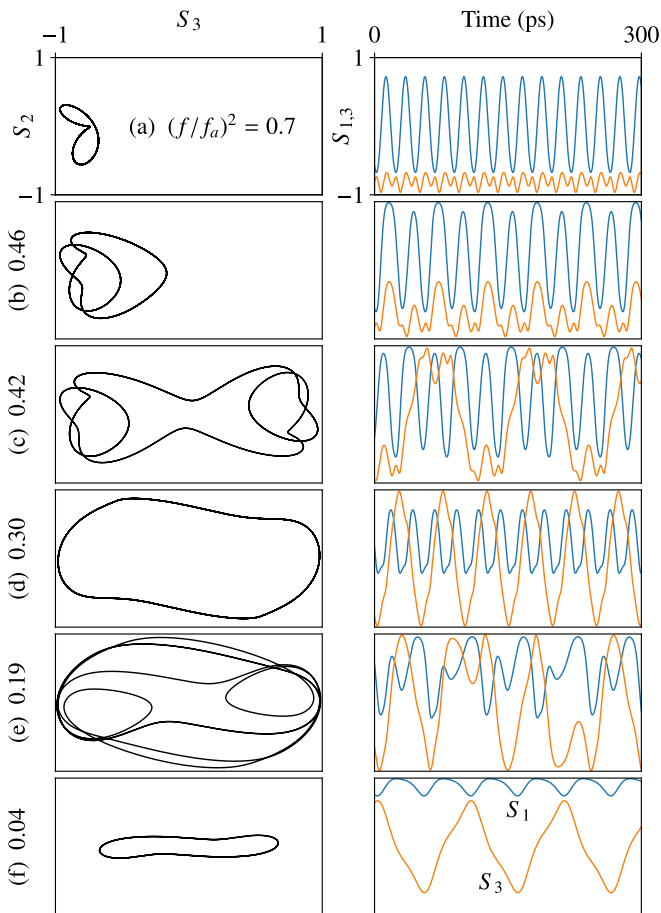 S₃
−1 1
Time (ps)
0 300
1
S₂
−1
(a) (f/fₐ)² = 0.7
1
S₁,₃
−1
(b) 0.46
(c) 0.42
(d) 0.30
(e) 0.19
(f) 0.04
S₁
S₃